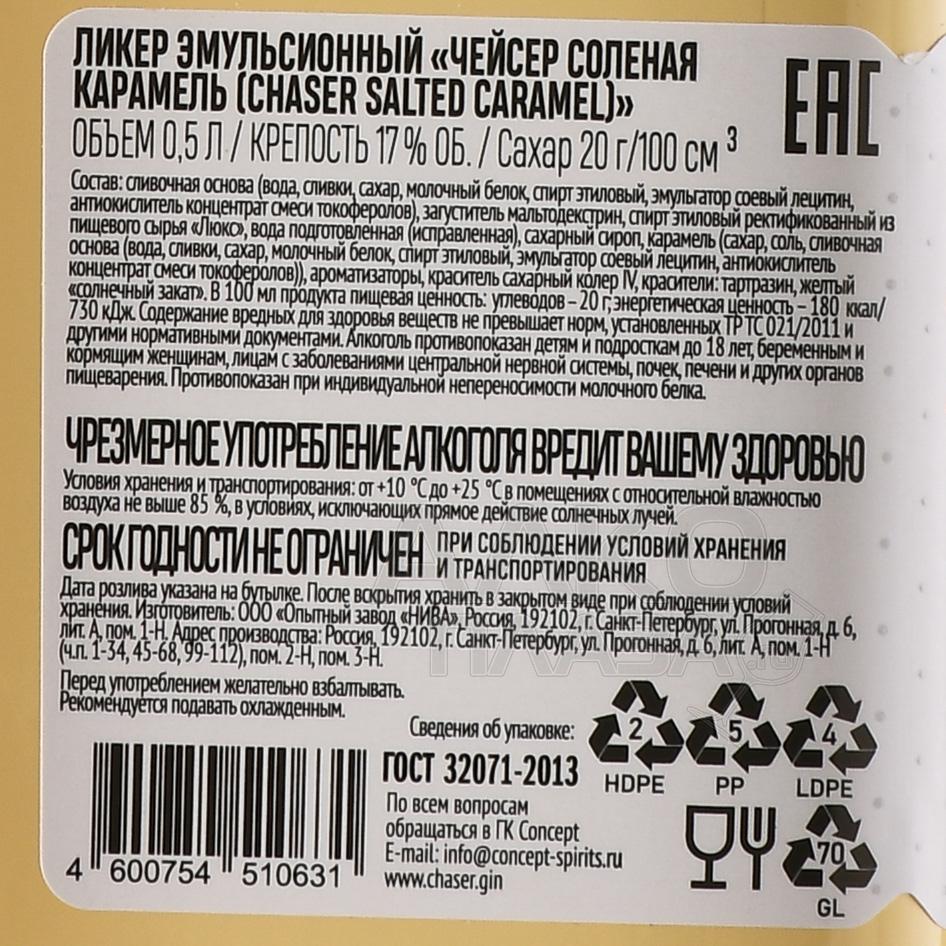 ЛИКЕР ЭМУЛЬСИОННЫЙ «ЧЕЙСЕР СОЛЕНАЯ
КАРАМЕЛЬ (CHASER SALTED CARAMEL)»
ОБЪЕМ 0,5 Л / КРЕПОСТЬ 17 % ОБ. / Сахар 20 г/100 см ³
EAC
Состав: сливочная основа (вода, сливки, сахар, молочный белок, спирт этиловый, эмульгатор соевый лецитин,
антиокислитель концентрат смеси токоферолов), загуститель мальтодекстрин, спирт этиловый ректификованный из
пищевого сырья «Люкс», вода подготовленная (исправленная), сахарный сироп, карамель (сахар, соль, сливочная
основа (вода, сливки, сахар, молочный белок, спирт этиловый, эмульгатор соевый лецитин, антиокислитель
концентрат смеси токоферолов)), ароматизаторы, краситель сахарный колер IV, красители: тартразин, желтый
«солнечный закат». В 100 мл продукта пищевая ценность: углеводов – 20 г; энергетическая ценность – 180 ккал/
730 кДж. Содержание вредных для здоровья веществ не превышает норм, установленных ТР ТС 021/2011 и
другими нормативными документами. Алкоголь противопоказан детям и подросткам до 18 лет, беременным и
кормящим женщинам, лицам с заболеваниями центральной нервной системы, почек, печени и других органов
пищеварения. Противопоказан при индивидуальной непереносимости молочного белка.
ЧРЕЗМЕРНОЕ УПОТРЕБЛЕНИЕ АЛКОГОЛЯ ВРЕДИТ ВАШЕМУ ЗДОРОВЬЮ
Условия хранения и транспортирования: от +10 °С до +25 °С в помещениях с относительной влажностью
воздуха не выше 85 %, в условиях, исключающих прямое действие солнечных лучей.
СРОК ГОДНОСТИ НЕ ОГРАНИЧЕН ПРИ СОБЛЮДЕНИИ УСЛОВИЙ ХРАНЕНИЯ
И ТРАНСПОРТИРОВАНИЯ
Дата розлива указана на бутылке. После вскрытия хранить в закрытом виде при соблюдении условий
хранения. Изготовитель: ООО «Опытный завод «НИВА», Россия, 192102, г. Санкт-Петербург, ул. Прогонная, д. 6,
лит. А, пом. 1-Н. Адрес производства: Россия, 192102, г. Санкт-Петербург, ул. Прогонная, д. 6, лит. А, пом. 1-Н
(ч.п. 1-34, 45-68, 99-112), пом. 2-Н, пом. 3-Н.
Перед употреблением желательно взбалтывать.
Рекомендуется подавать охлажденным.
Сведения об упаковке:
2
HDPE
5
PP
4
LDPE
ГОСТ 32071-2013
По всем вопросам
обращаться в ГК Concept
E-mail: info@concept-spirits.ru
www.chaser.gin
70
GL
4 600754 510631